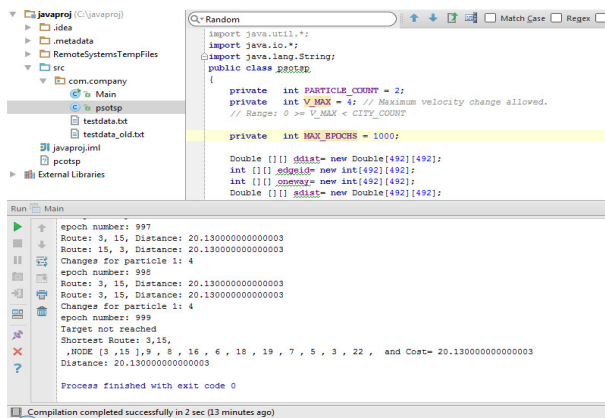 javaproj (C:\javaproj)
.idea
.metadata
RemoteSystemsTempFiles
src
com.company
Main
psotsp
testdata.txt
testdata_old.txt
javaproj.iml
pcotsp
External Libraries
Random
Match Case
Regex
import java.util.*;
import java.io.*;
import java.lang.String;
public class psotsp
{
private int PARTICLE_COUNT = 2;
private int V_MAX = 4; // Maximum velocity change allowed.
// Range: 0 >= V_MAX < CITY_COUNT
private int MAX_EPOCHS = 1000;
Double [][] ddist= new Double[492][492];
int [][] edgeid= new int[492][492];
int [][] oneway= new int[492][492];
Double [][] sdist= new Double[492][492];
Run Main
epoch number: 997
Route: 3, 15, Distance: 20.130000000000003
Route: 15, 3, Distance: 20.130000000000003
Changes for particle 1: 4
epoch number: 998
Route: 3, 15, Distance: 20.130000000000003
Route: 3, 15, Distance: 20.130000000000003
Changes for particle 1: 4
epoch number: 999
Target not reached
Shortest Route: 3,15,
,NODE [3 ,15 ],9 , 8 , 16 , 6 , 18 , 19 , 7 , 5 , 3 , 22 , and Cost= 20.130000000000003
Distance: 20.130000000000003
Process finished with exit code 0
Compilation completed successfully in 2 sec (13 minutes ago)